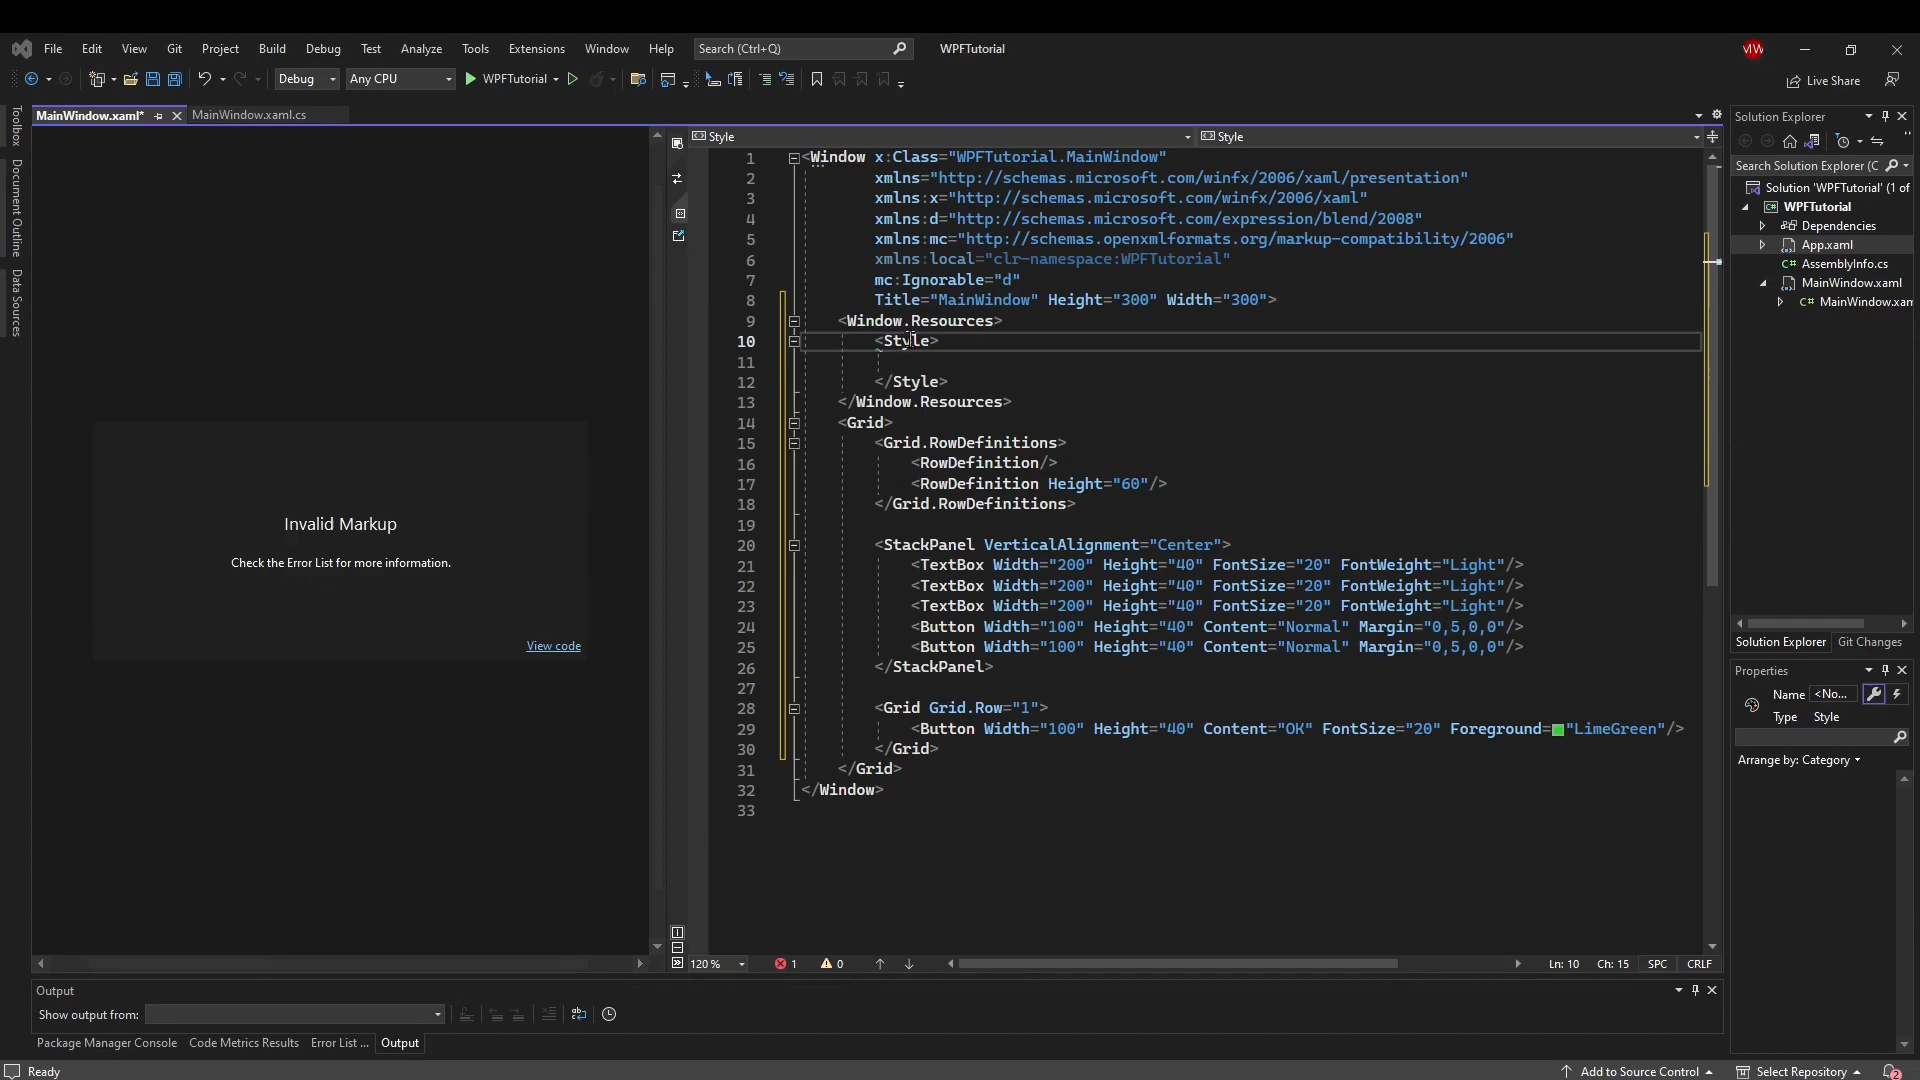 File Edit View Git Project Build Debug Test Analyze Tools Extensions Window Help Search (Ctrl+Q) WPFTutorial MW
Debug Any CPU WPFTutorial Live Share
Toolbox
Document Outline
Data Sources
MainWindow.xaml* MainWindow.xaml.cs
Invalid Markup
Check the Error List for more information.
View code
Style Style
1 <Window x:Class="WPFTutorial.MainWindow"
2 xmlns="http://schemas.microsoft.com/winfx/2006/xaml/presentation"
3 xmlns:x="http://schemas.microsoft.com/winfx/2006/xaml"
4 xmlns:d="http://schemas.microsoft.com/expression/blend/2008"
5 xmlns:mc="http://schemas.openxmlformats.org/markup-compatibility/2006"
6 xmlns:local="clr-namespace:WPFTutorial"
7 mc:Ignorable="d"
8 Title="MainWindow" Height="300" Width="300">
9 <Window.Resources>
10 <Style>
11
12 </Style>
13 </Window.Resources>
14 <Grid>
15 <Grid.RowDefinitions>
16 <RowDefinition/>
17 <RowDefinition Height="60"/>
18 </Grid.RowDefinitions>
19
20 <StackPanel VerticalAlignment="Center">
21 <TextBox Width="200" Height="40" FontSize="20" FontWeight="Light"/>
22 <TextBox Width="200" Height="40" FontSize="20" FontWeight="Light"/>
23 <TextBox Width="200" Height="40" FontSize="20" FontWeight="Light"/>
24 <Button Width="100" Height="40" Content="Normal" Margin="0,5,0,0"/>
25 <Button Width="100" Height="40" Content="Normal" Margin="0,5,0,0"/>
26 </StackPanel>
27
28 <Grid Grid.Row="1">
29 <Button Width="100" Height="40" Content="OK" FontSize="20" Foreground="LimeGreen"/>
30 </Grid>
31 </Grid>
32 </Window>
33
120 % 1 0 Ln: 10 Ch: 15 SPC CRLF
Solution Explorer
Search Solution Explorer (C
Solution 'WPFTutorial' (1 of
C# WPFTutorial
Dependencies
App.xaml
C# AssemblyInfo.cs
MainWindow.xaml
C# MainWindow.xam
Solution Explorer Git Changes
Properties
Name <No...
Type Style
Arrange by: Category
Output
Show output from:
Package Manager Console Code Metrics Results Error List ... Output
Ready Add to Source Control Select Repository 2